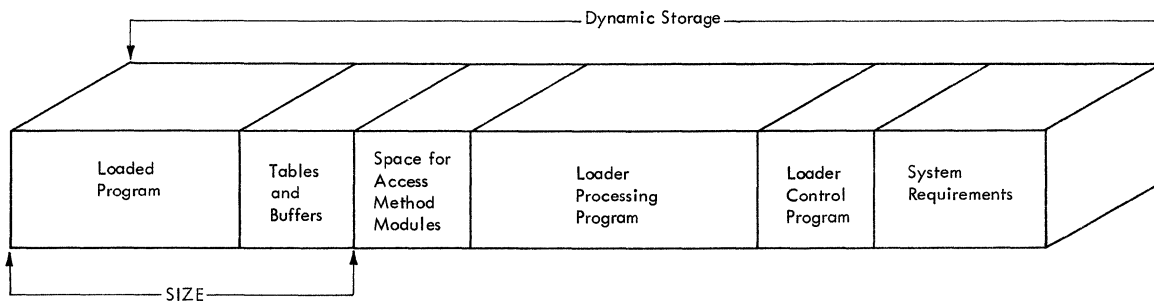 Dynamic Storage
Loaded
Program
Tables
and
Buffers
Space for
Access
Method
Modules
Loader
Processing
Program
Loader
Control
Program
System
Requirements
SIZE